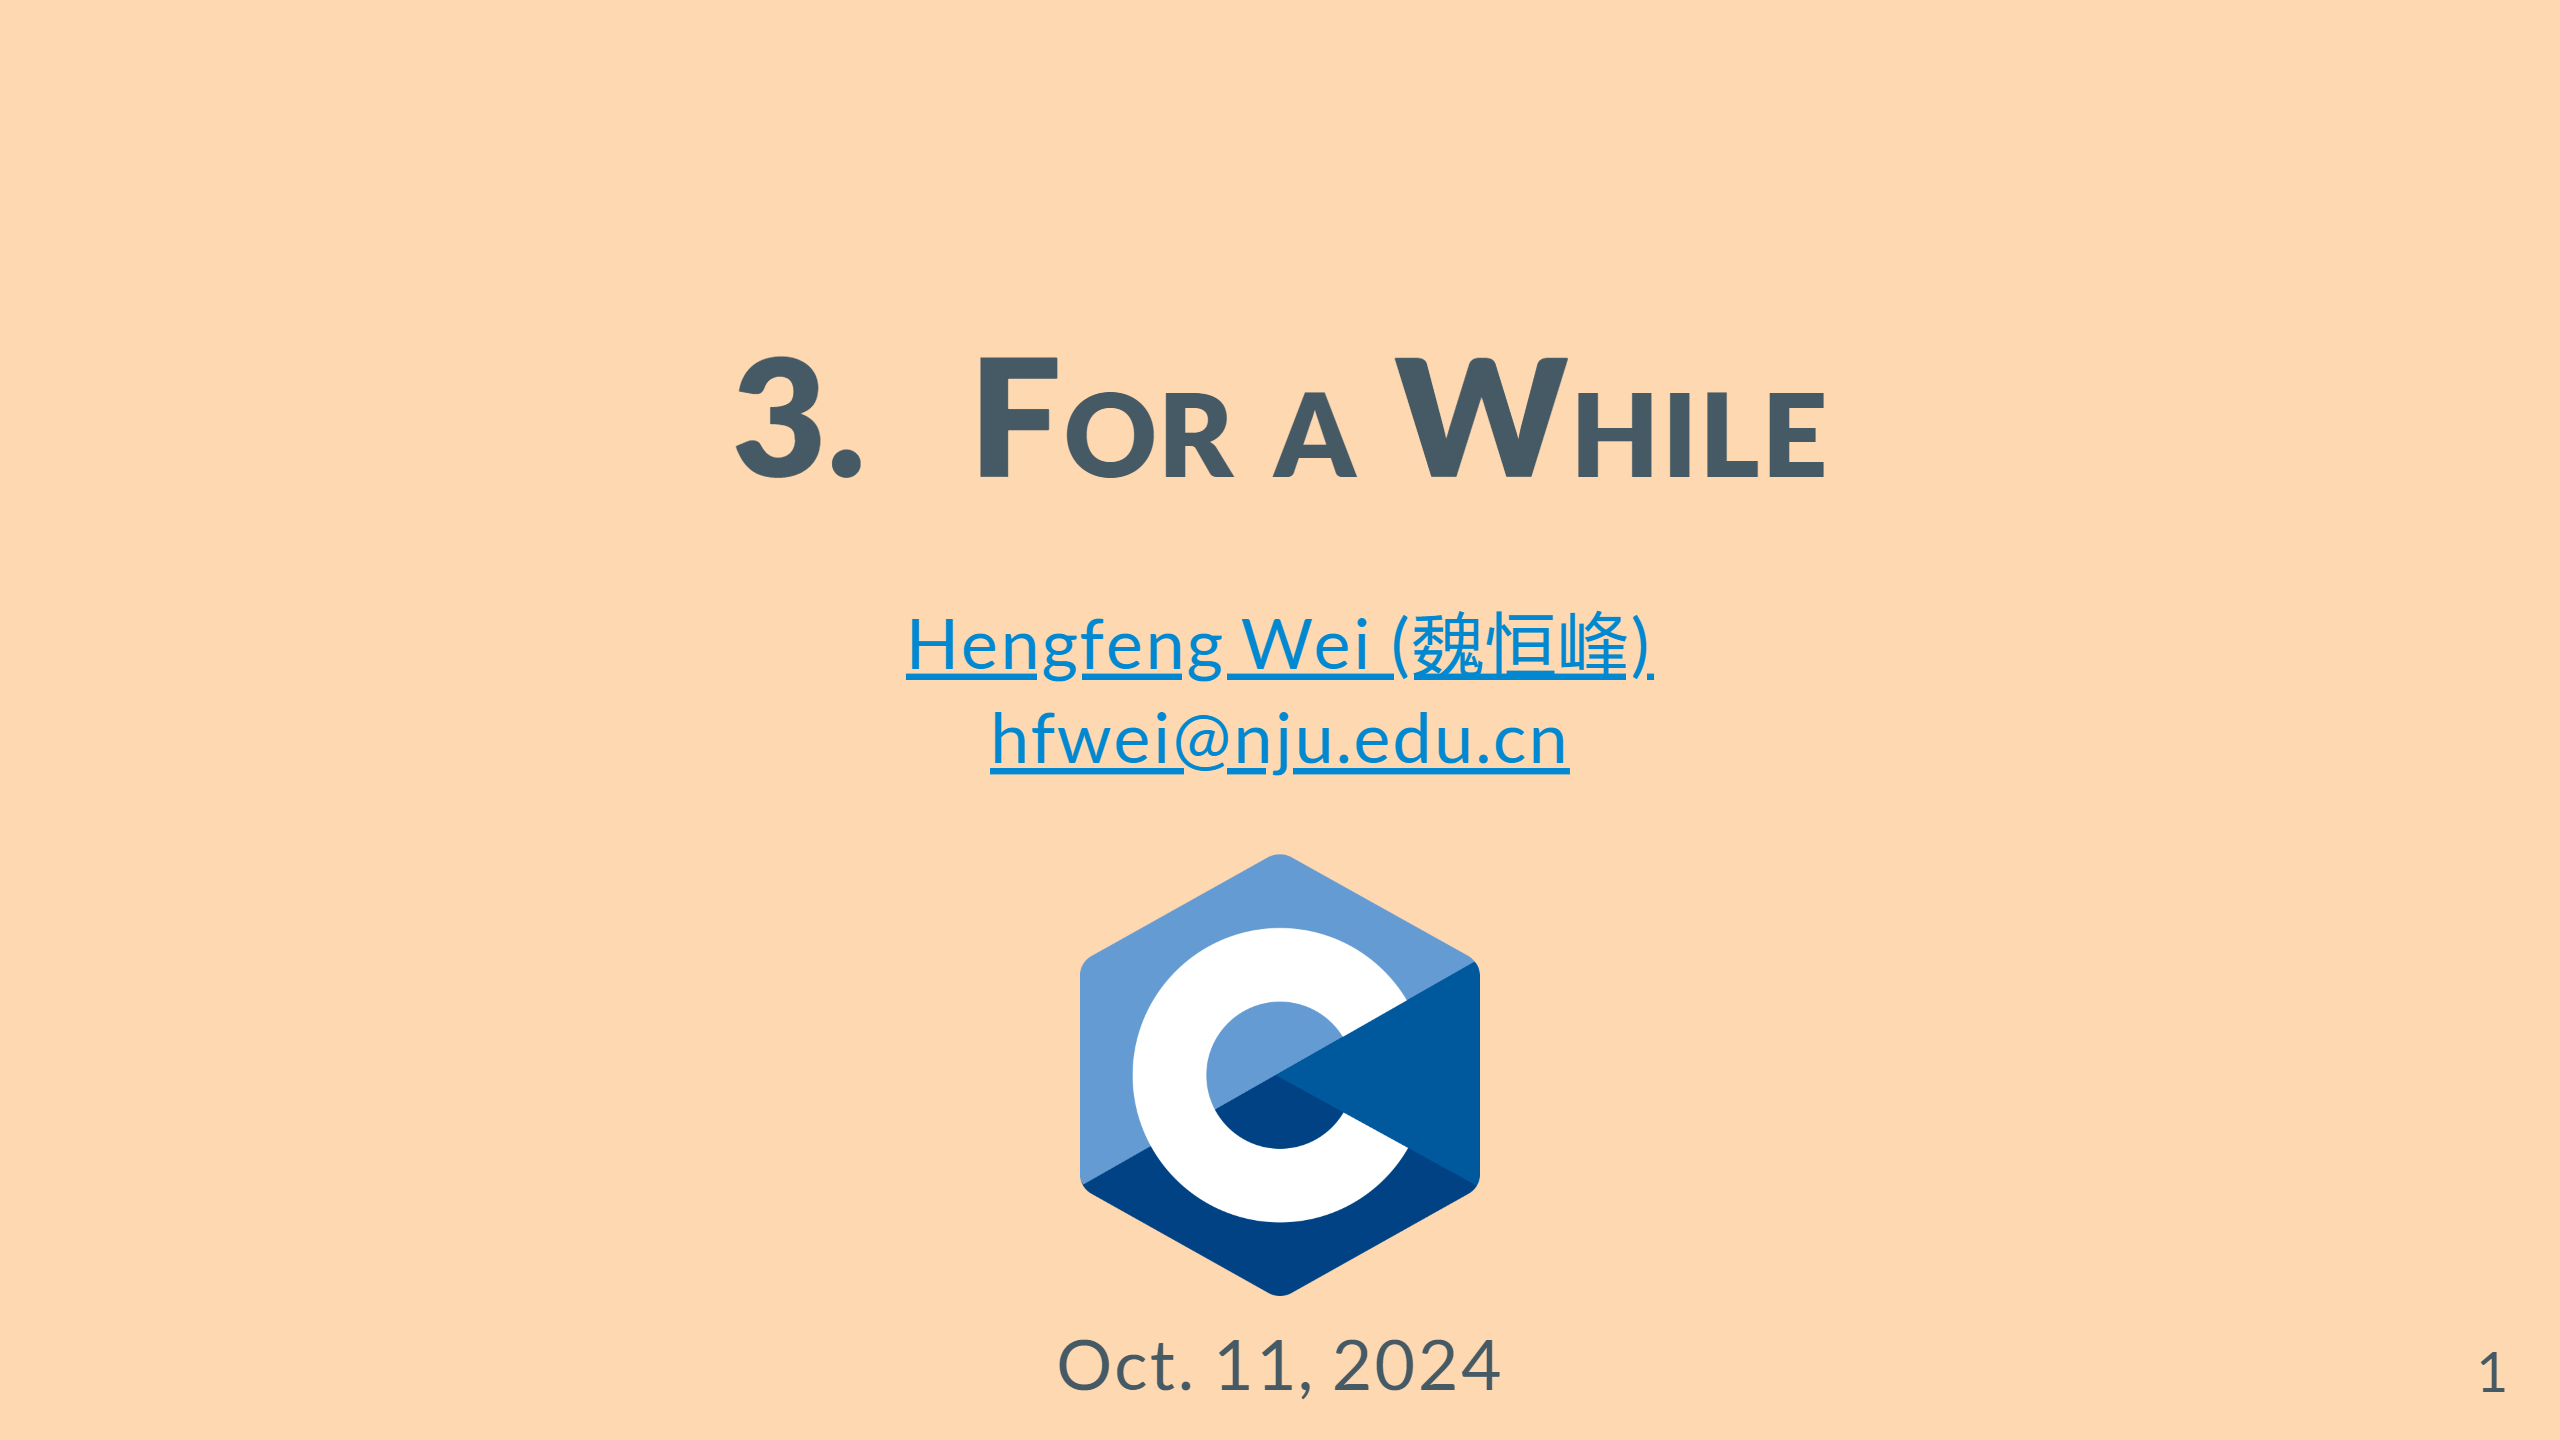 3. For a While
Hengfeng Wei (魏恒峰)
hfwei@nju.edu.cn
C
Oct. 11, 2024
1